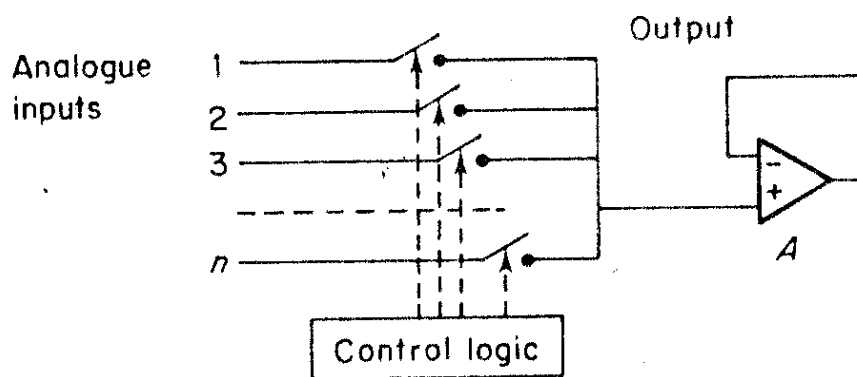 Output
Analogue
inputs
1
2
3
n
−
+
A
Control logic